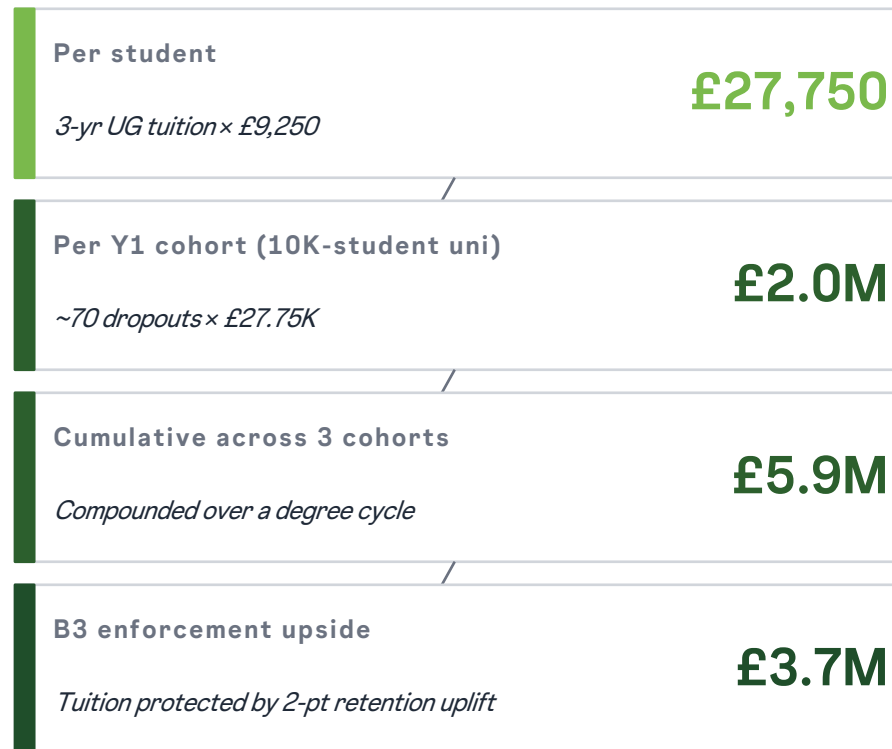 Per student
£27,750
3-yr UG tuition × £9,250
Per Y1 cohort (10K-student uni)
£2.0M
~70 dropouts × £27.75K
Cumulative across 3 cohorts
£5.9M
Compounded over a degree cycle
B3 enforcement upside
£3.7M
Tuition protected by 2-pt retention uplift